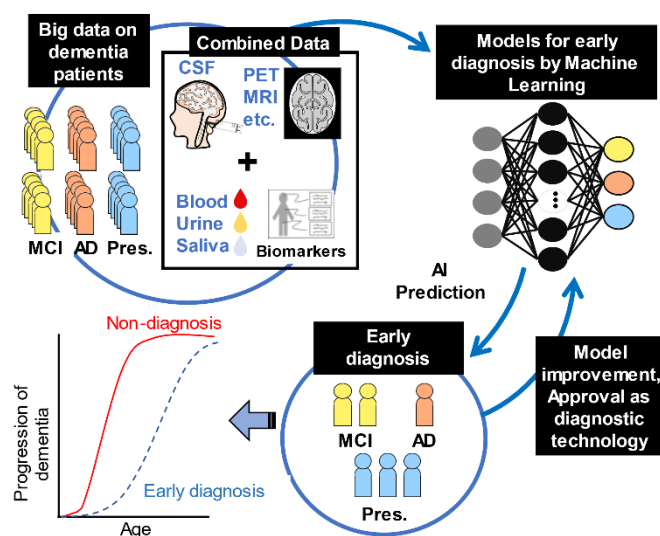 Big data on
dementia
patients
MCI AD Pres.
Combined Data
CSF
PET
MRI
etc.
+
Blood
Urine
Saliva
Biomarkers
Models for early
diagnosis by Machine
Learning
AI
Prediction
Early
diagnosis
MCI AD
Pres.
Model
improvement,
Approval as
diagnostic
technology
Non-diagnosis
Early diagnosis
Progression of
dementia
Age